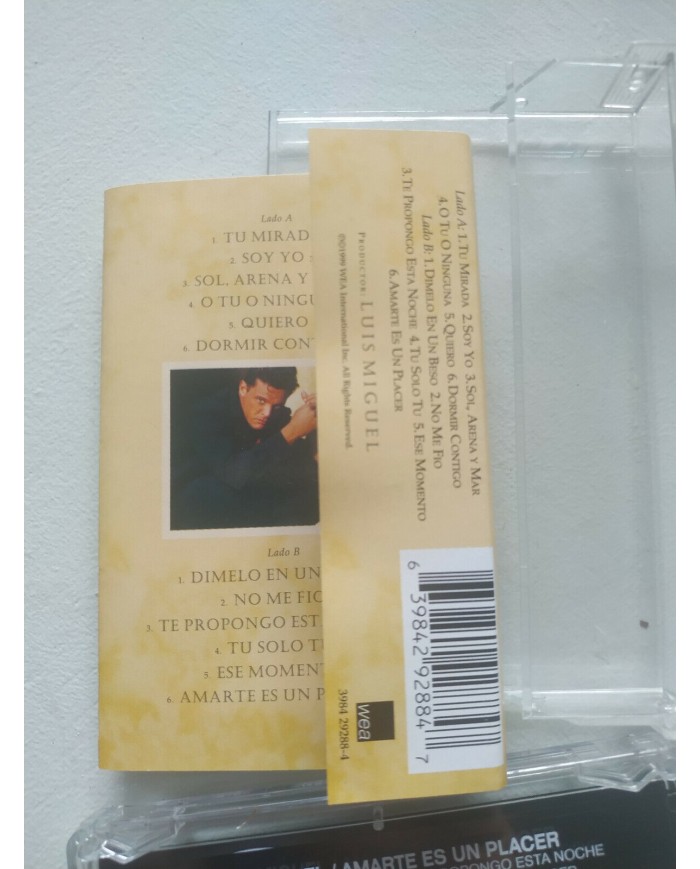 Lado A
1. TU MIRAD
2. SOY YO
3. SOL, ARENA Y
4. O TU O NINGU
5. QUIERO
6. DORMIR CONT
Lado B
1. DIMELO EN UN
2. NO ME FIO
3. TE PROPONGO EST
4. TU SOLO TU
5. ESE MOMENT
6. AMARTE ES UN P
Lado A: 1. TU MIRADA 2. SOY YO 3. SOL, ARENA Y MAR
4. O TU O NINGUNA 5. QUIERO 6. DORMIR CONTIGO
Lado B: 1. DIMELO EN UN BESO 2. NO ME FIO
3. TE PROPONGO ESTA NOCHE 4. TU SOLO TU 5. ESE MOMENTO
6. AMARTE ES UN PLACER
PRODUCTOR: LUIS MIGUEL
℗©1999 WEA International Inc. All Rights Reserved.
6 39842 92884 7
wea
3984 29288-4
/ AMARTE ES UN PLACER
OPONGO ESTA NOCHE